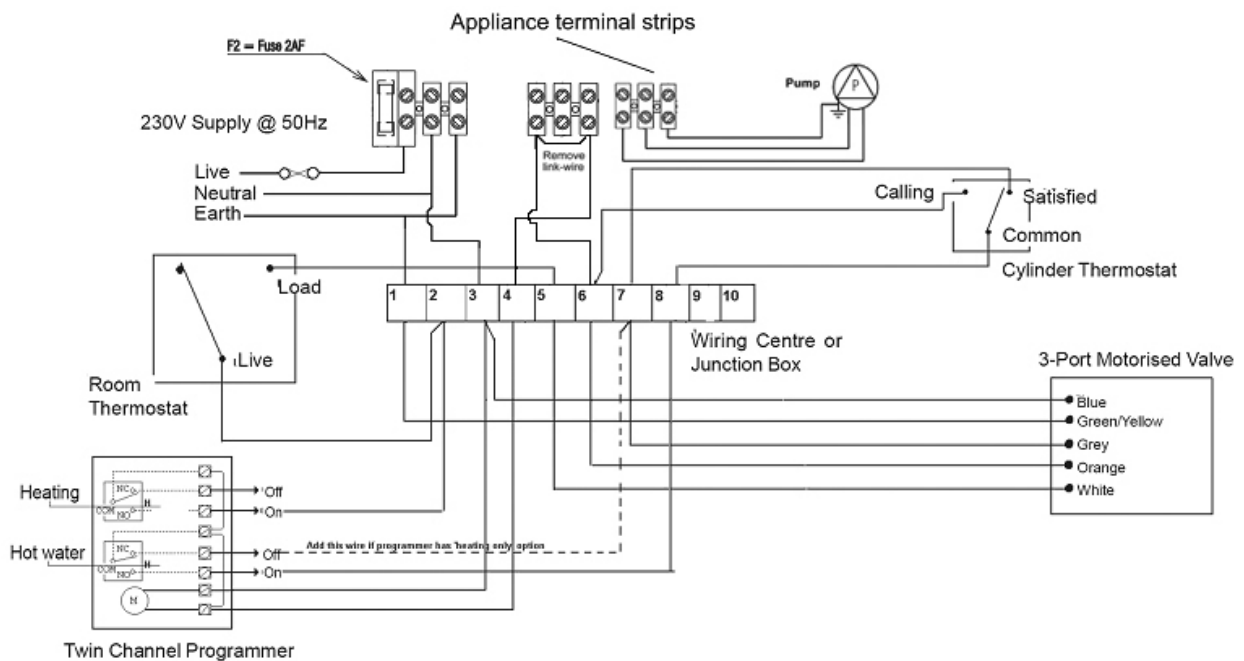 Appliance terminal strips
F2 = Fuse 2AF
Pump
P
230V Supply @ 50Hz
Remove
link-wire
Live
Neutral
Earth
Calling
Satisfied
Common
Cylinder Thermostat
Load
1 2 3 4 5 6 7 8 9 10
Live
Wiring Centre or
Junction Box
3-Port Motorised Valve
Room
Thermostat
Blue
Green/Yellow
Grey
Orange
White
Heating
NC
COM
NO
H
Off
On
Hot water
NC
COM
NO
H
Off
Add this wire if programmer has 'heating only' option
On
M
Twin Channel Programmer